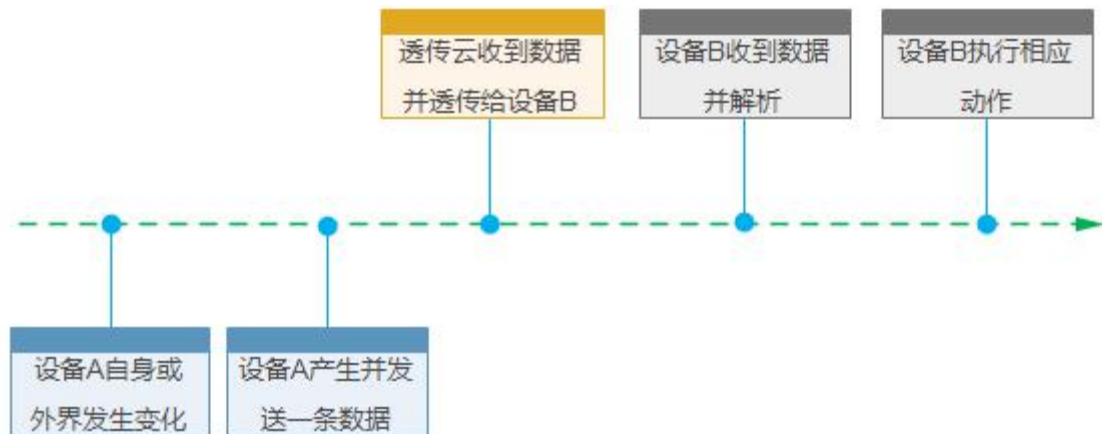 透传云收到数据
并透传给设备B
设备B收到数据
并解析
设备B执行相应
动作
设备A自身或
外界发生变化
设备A产生并发
送一条数据